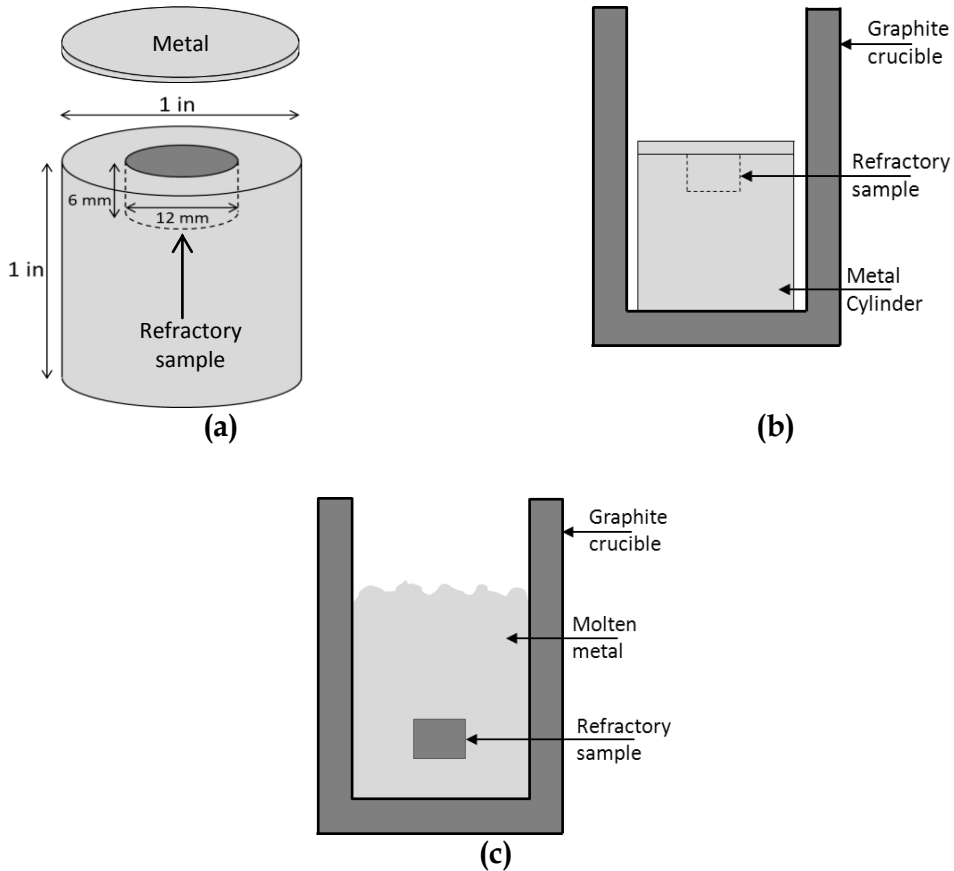 Metal
1 in
6 mm
12 mm
1 in
Refractory
sample
(a)
Graphite
crucible
Refractory
sample
Metal
Cylinder
(b)
Graphite
crucible
Molten
metal
Refractory
sample
(c)